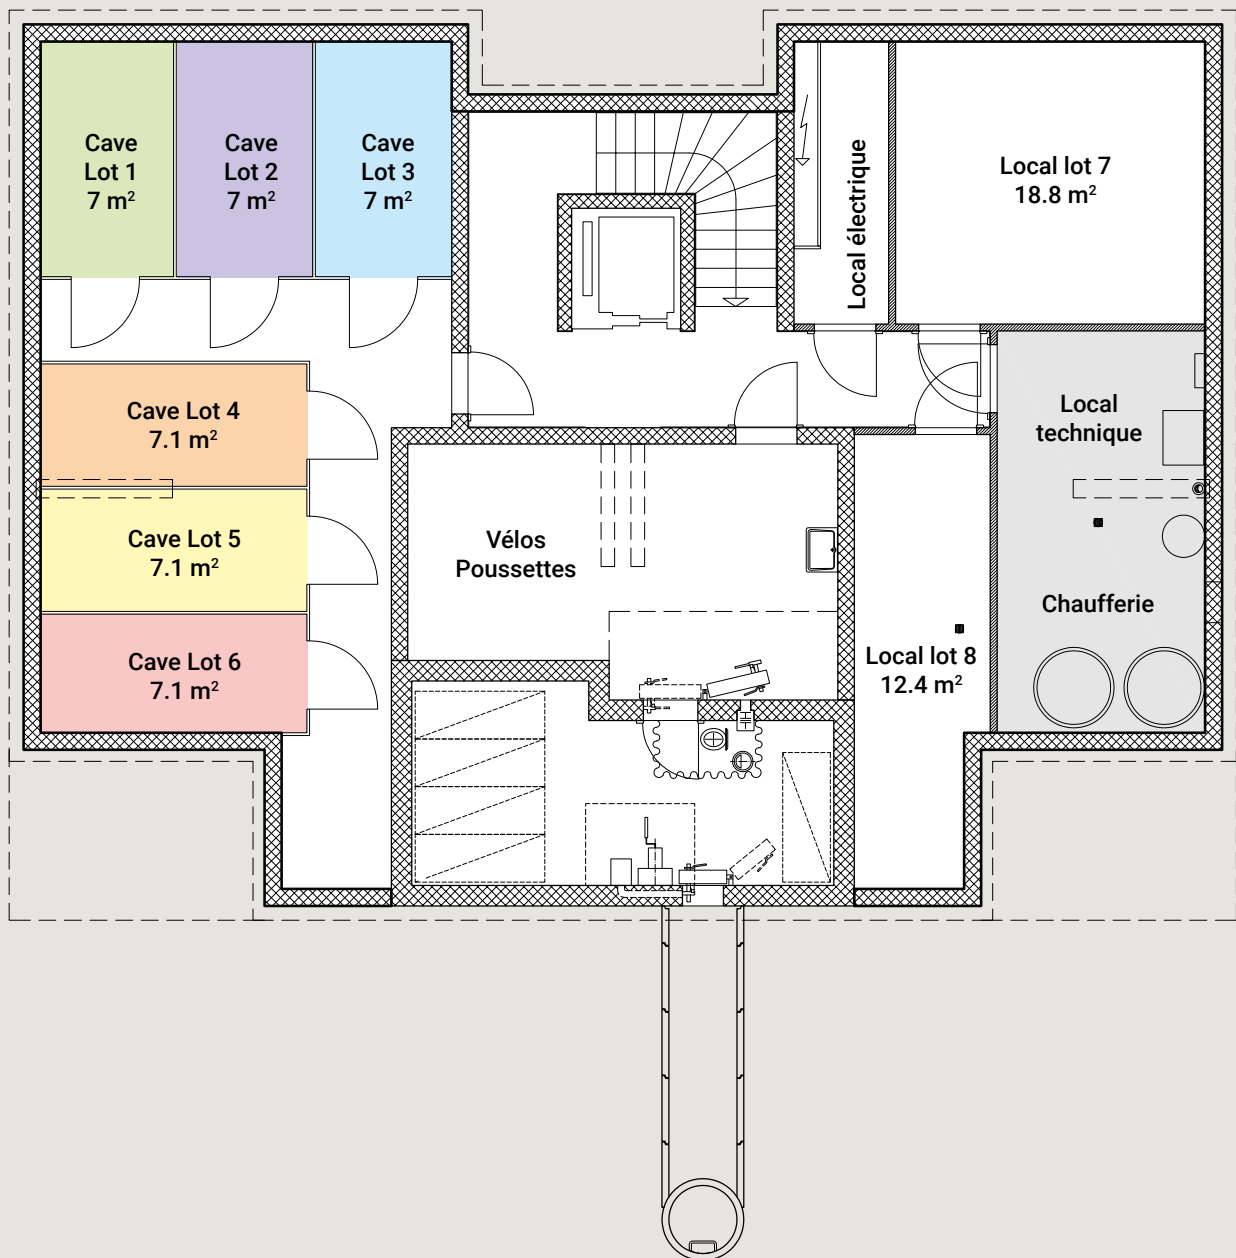 Cave
Lot 1
7 m²
Cave
Lot 2
7 m²
Cave
Lot 3
7 m²
Local électrique
Local lot 7
18.8 m²
Cave Lot 4
7.1 m²
Local
technique
Cave Lot 5
7.1 m²
Vélos
Poussettes
Chaufferie
Cave Lot 6
7.1 m²
Local lot 8
12.4 m²